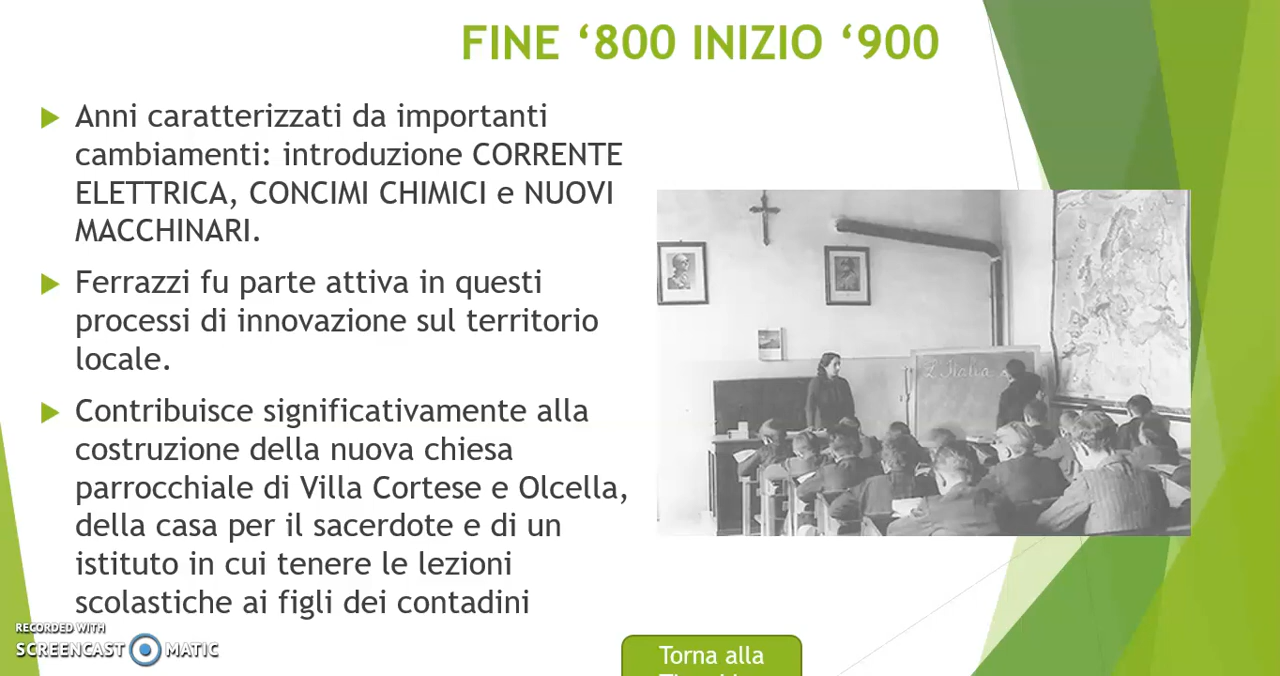 FINE ‘800 INIZIO ‘900
Anni caratterizzati da importanti
cambiamenti: introduzione CORRENTE
ELETTRICA, CONCIMI CHIMICI e NUOVI
MACCHINARI.
Ferrazzi fu parte attiva in questi
processi di innovazione sul territorio
locale.
Contribuisce significativamente alla
costruzione della nuova chiesa
parrocchiale di Villa Cortese e Olcella,
della casa per il sacerdote e di un
istituto in cui tenere le lezioni
scolastiche ai figli dei contadini
L'Italia
RECORDED WITH
SCREENCAST MATIC
Torna alla